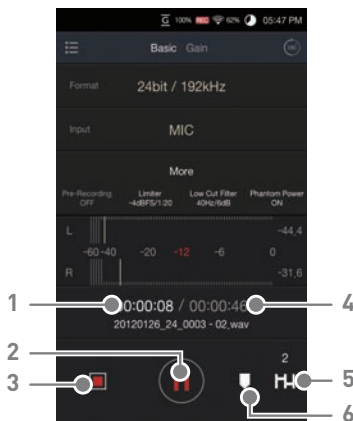 G 100% REC 62% 05:47 PM
Basic Gain
Format 24bit / 192kHz
Input MIC
More
Pre-Recording Limiter Low Cut Filter Phantom Power
OFF -4dBFS/1:20 40Hz/6dB ON
L -44.4
-60 -40 -20 -12 -6 0
R -31.6
1 00:00:08 / 00:00:46 4
20120126_24_0003 - 02_wav
2
2
3 5
6